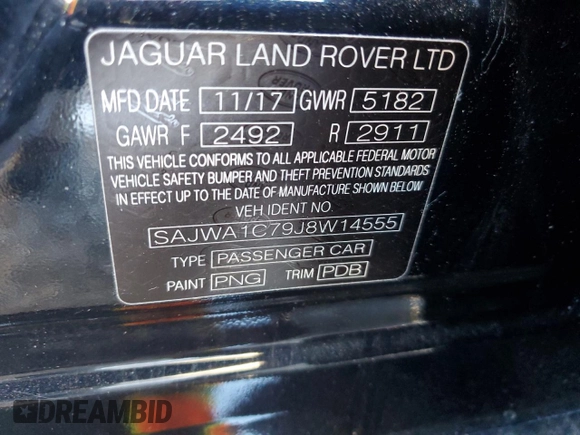 JAGUAR LAND ROVER LTD
MFD DATE 11/17 GVWR 5182
GAWR F 2492 R 2911
THIS VEHICLE CONFORMS TO ALL APPLICABLE FEDERAL MOTOR
VEHICLE SAFETY BUMPER AND THEFT PREVENTION STANDARDS
IN EFFECT UP TO THE DATE OF MANUFACTURE SHOWN BELOW
VEH IDENT NO.
SAJWA1C79J8W14555
TYPE PASSENGER CAR
PAINT PNG TRIM PDB
DREAMBID